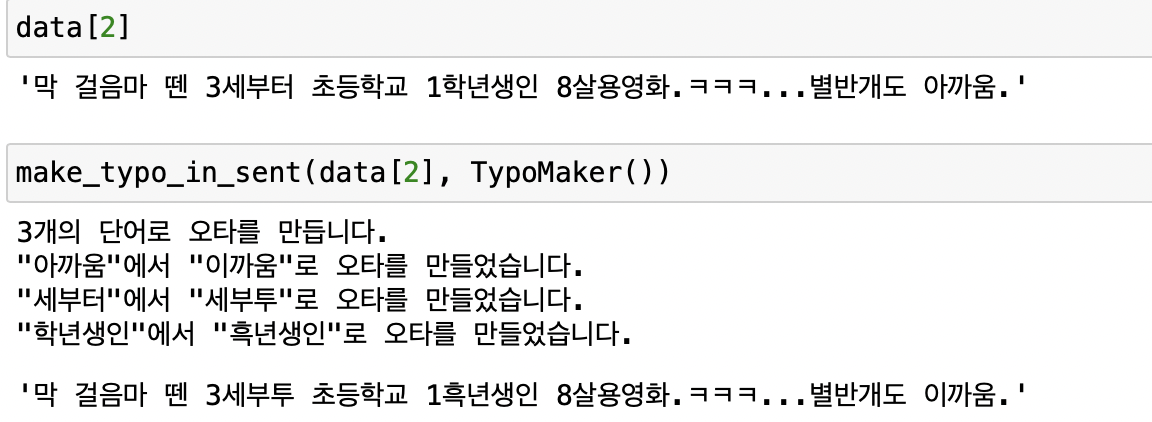 data[2]
'막 걸음마 뗀 3세부터 초등학교 1학년생인 8살용영화.ㅋㅋㅋ...별반개도 아까움.'
make_typo_in_sent(data[2], TypoMaker())
3개의 단어로 오타를 만듭니다.
"아까움"에서 "이까움"로 오타를 만들었습니다.
"세부터"에서 "세부투"로 오타를 만들었습니다.
"학년생인"에서 "흑년생인"로 오타를 만들었습니다.
'막 걸음마 뗀 3세부투 초등학교 1흑년생인 8살용영화.ㅋㅋㅋ...별반개도 이까움.'